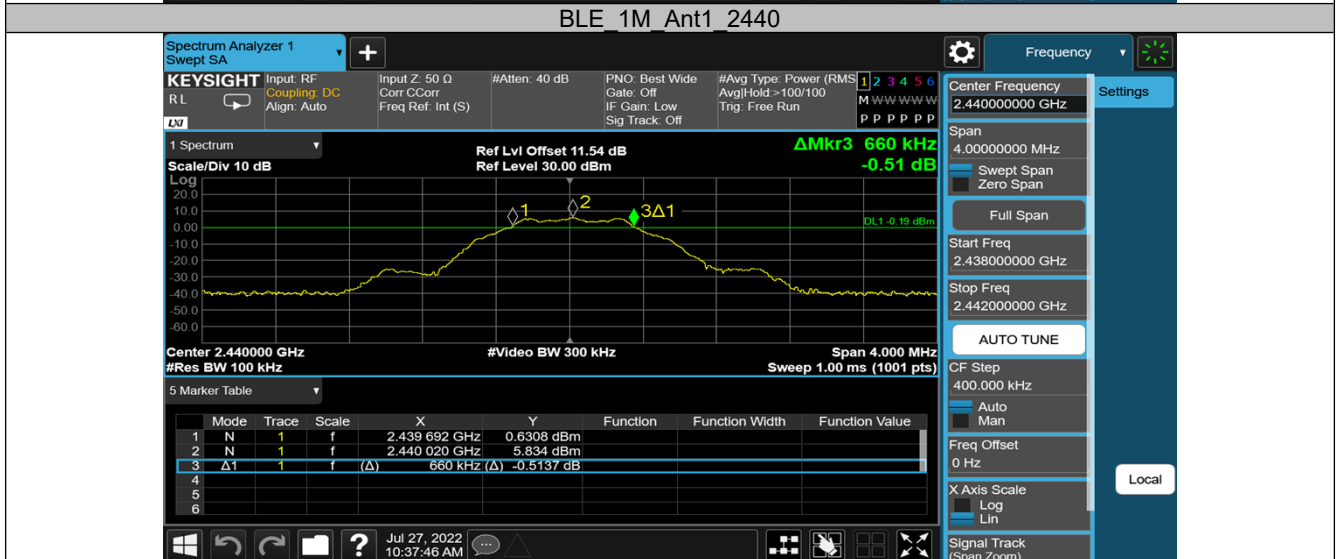 BLE_1M_Ant1_2440
Spectrum Analyzer 1
Swept SA
Frequency
KEYSIGHT
RL
LXI
Input: RF
Coupling: DC
Align: Auto
Input Z: 50 Ω
Corr CCorr
Freq Ref: Int (S)
#Atten: 40 dB
PNO: Best Wide
Gate: Off
IF Gain: Low
Sig Track: Off
#Avg Type: Power (RMS
Avg|Hold:>100/100
Trig: Free Run
1 2 3 4 5 6
M W W W W W
P P P P P P
1 Spectrum
Scale/Div 10 dB
Ref Lvl Offset 11.54 dB
Ref Level 30.00 dBm
ΔMkr3 660 kHz
-0.51 dB
Log
20.0
10.0
0.00
-10.0
-20.0
-30.0
-40.0
-50.0
-60.0
1
2
3Δ1
DL1 -0.19 dBm
Center 2.440000 GHz
#Video BW 300 kHz
Span 4.000 MHz
#Res BW 100 kHz
Sweep 1.00 ms (1001 pts)
5 Marker Table
Mode Trace Scale X Y Function Function Width Function Value
1 N 1 f 2.439 692 GHz 0.6308 dBm
2 N 1 f 2.440 020 GHz 5.834 dBm
3 Δ1 1 f (Δ) 660 kHz (Δ) -0.5137 dB
4
5
6
?
Jul 27, 2022
10:37:46 AM
Center Frequency
2.440000000 GHz
Settings
Span
4.00000000 MHz
Swept Span
Zero Span
Full Span
Start Freq
2.438000000 GHz
Stop Freq
2.442000000 GHz
AUTO TUNE
CF Step
400.000 kHz
Auto
Man
Freq Offset
0 Hz
X Axis Scale
Log
Lin
Local
Signal Track
(Span Zoom)